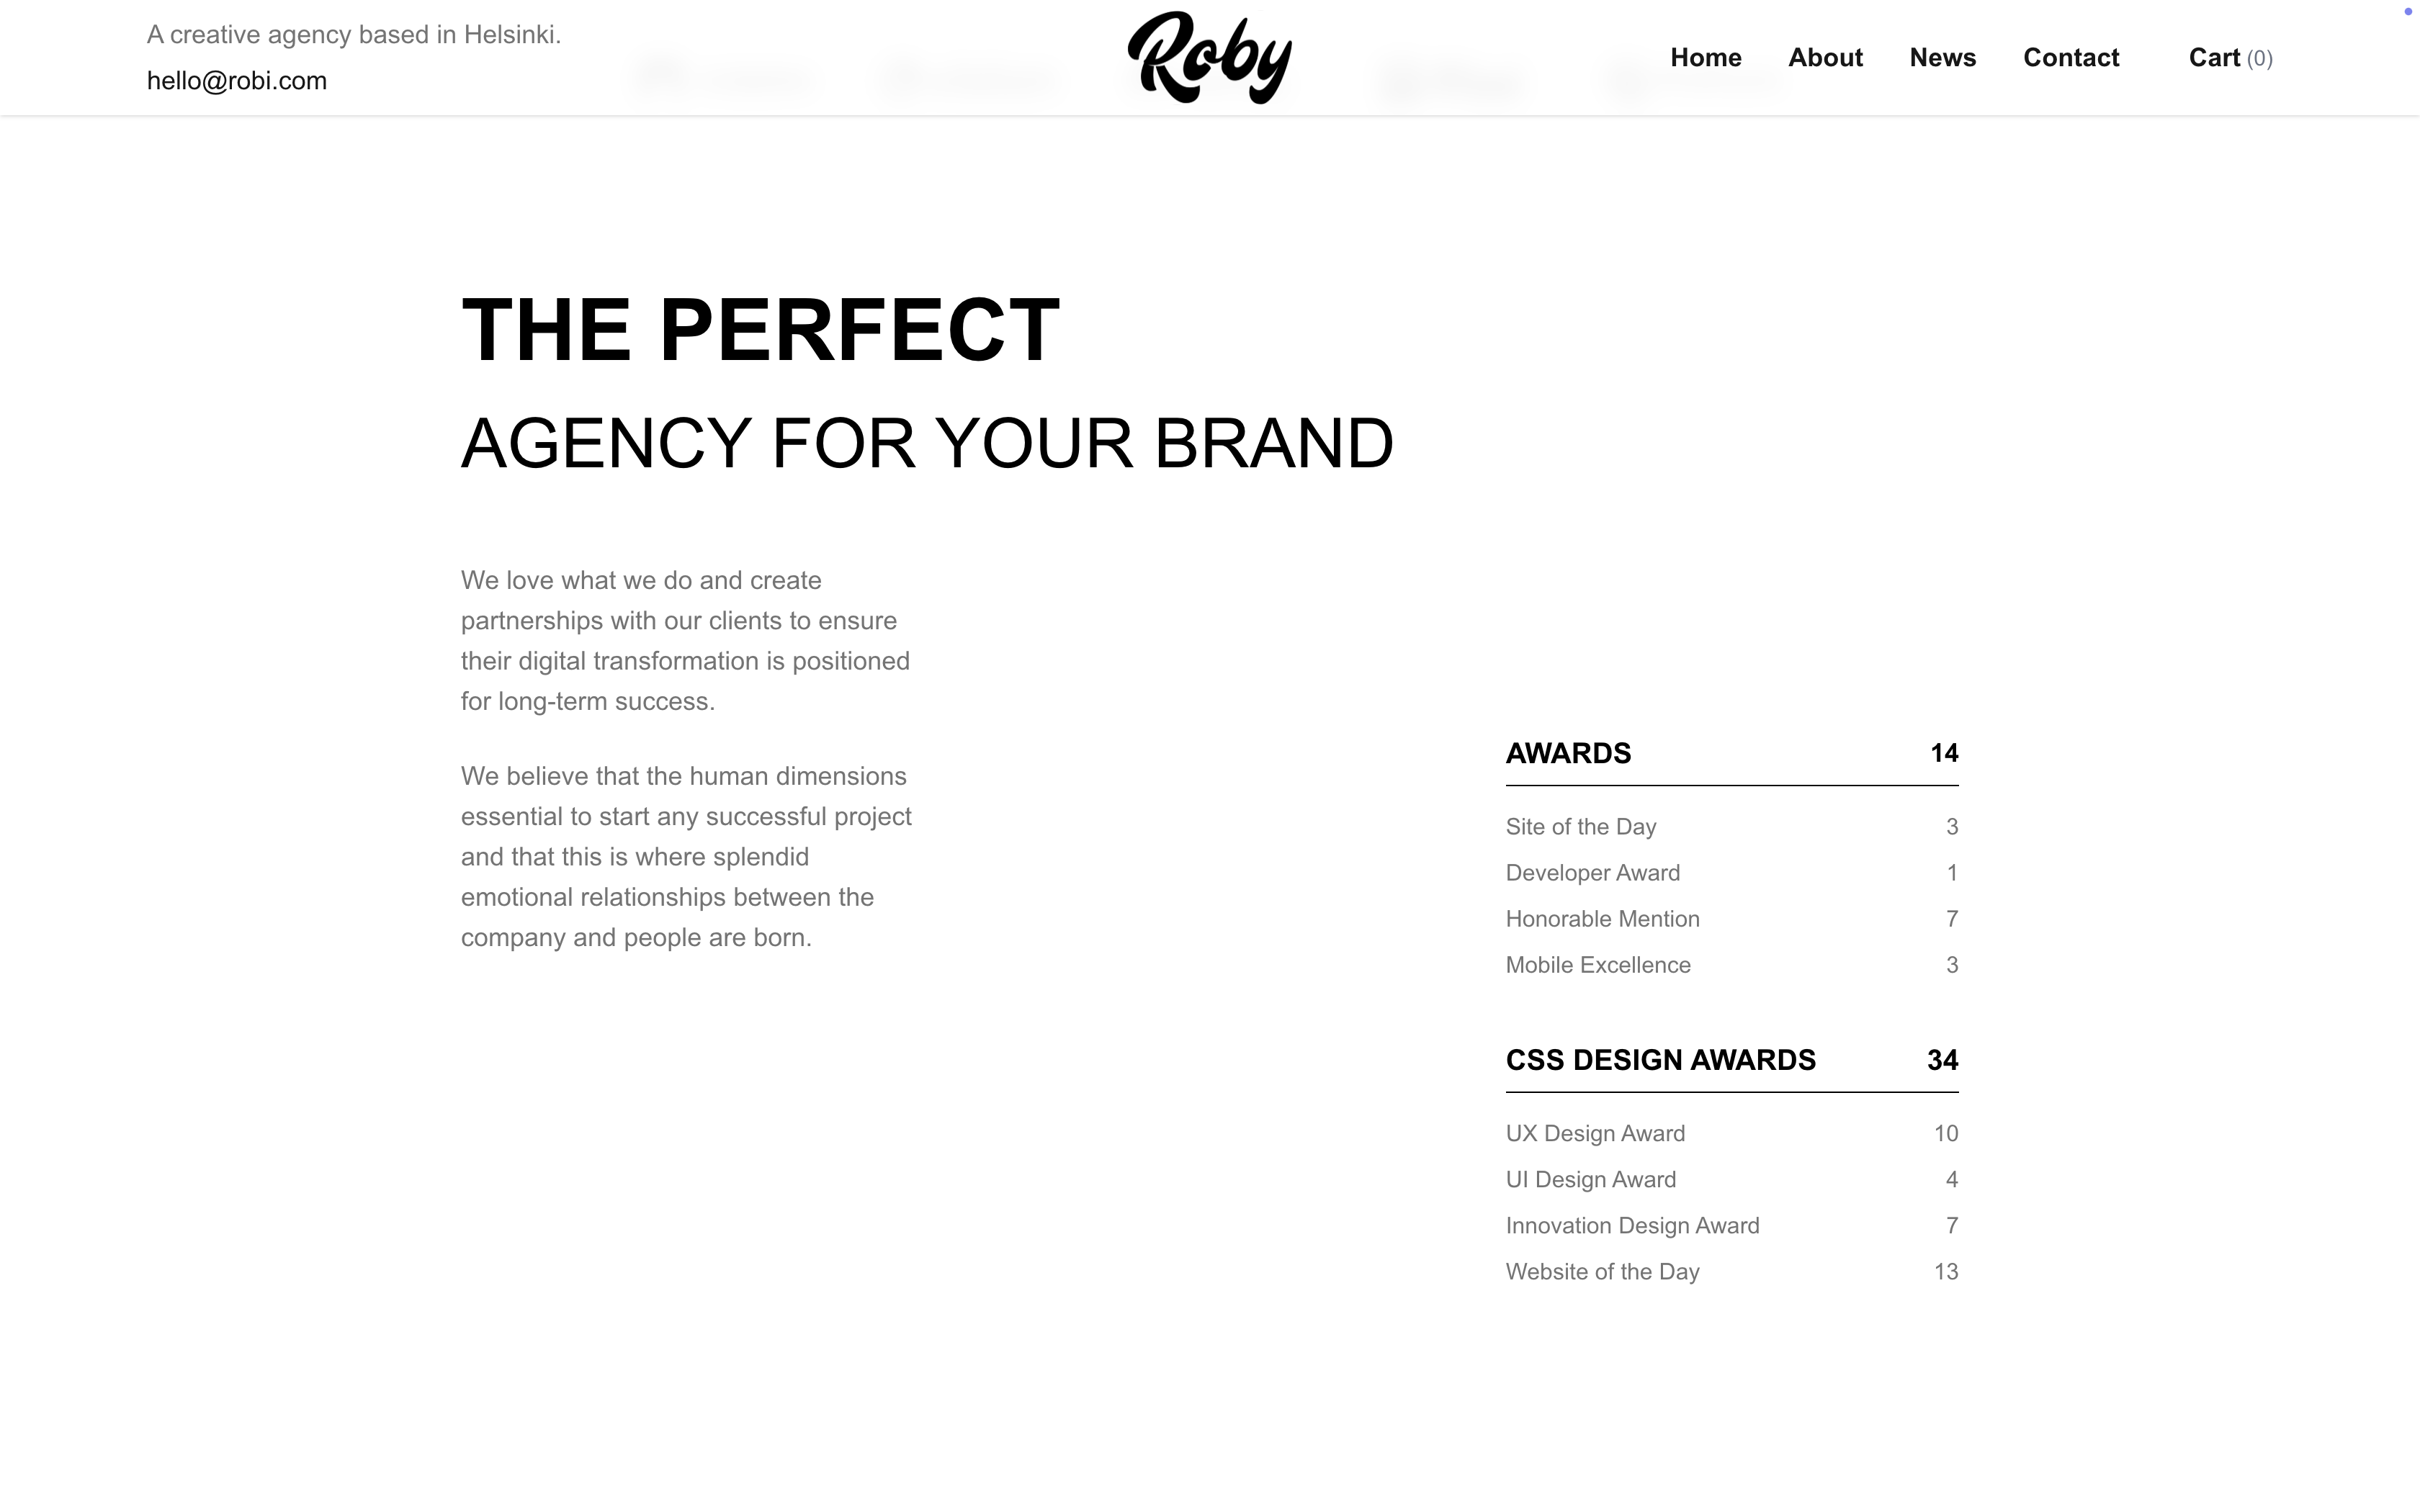 A creative agency based in Helsinki.
hello@robi.com
Roby
Home About News Contact Cart (0)
THE PERFECT
AGENCY FOR YOUR BRAND
We love what we do and create
partnerships with our clients to ensure
their digital transformation is positioned
for long-term success.
We believe that the human dimensions
essential to start any successful project
and that this is where splendid
emotional relationships between the
company and people are born.
AWARDS 14
Site of the Day 3
Developer Award 1
Honorable Mention 7
Mobile Excellence 3
CSS DESIGN AWARDS 34
UX Design Award 10
UI Design Award 4
Innovation Design Award 7
Website of the Day 13